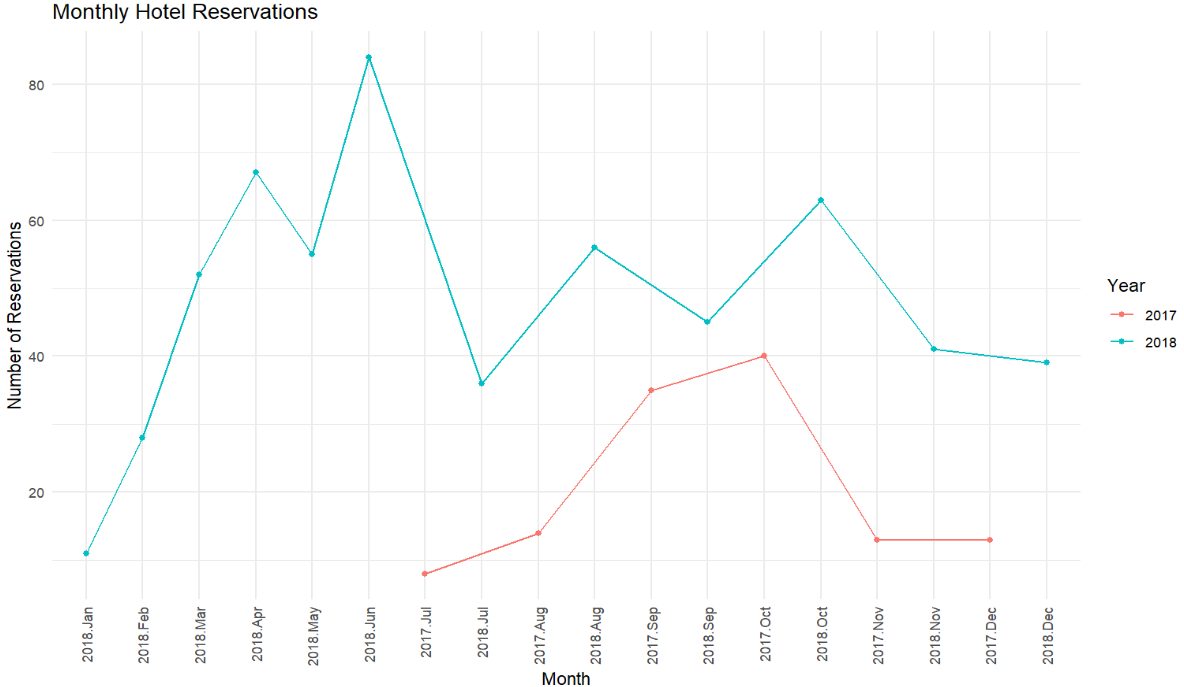 Monthly Hotel Reservations
Number of Reservations
80
60
40
20
2018.Jan
2018.Feb
2018.Mar
2018.Apr
2018.May
2018.Jun
2017.Jul
2018.Jul
2017.Aug
2018.Aug
2017.Sep
2018.Sep
2017.Oct
2018.Oct
2017.Nov
2018.Nov
2017.Dec
2018.Dec
Month
Year
2017
2018